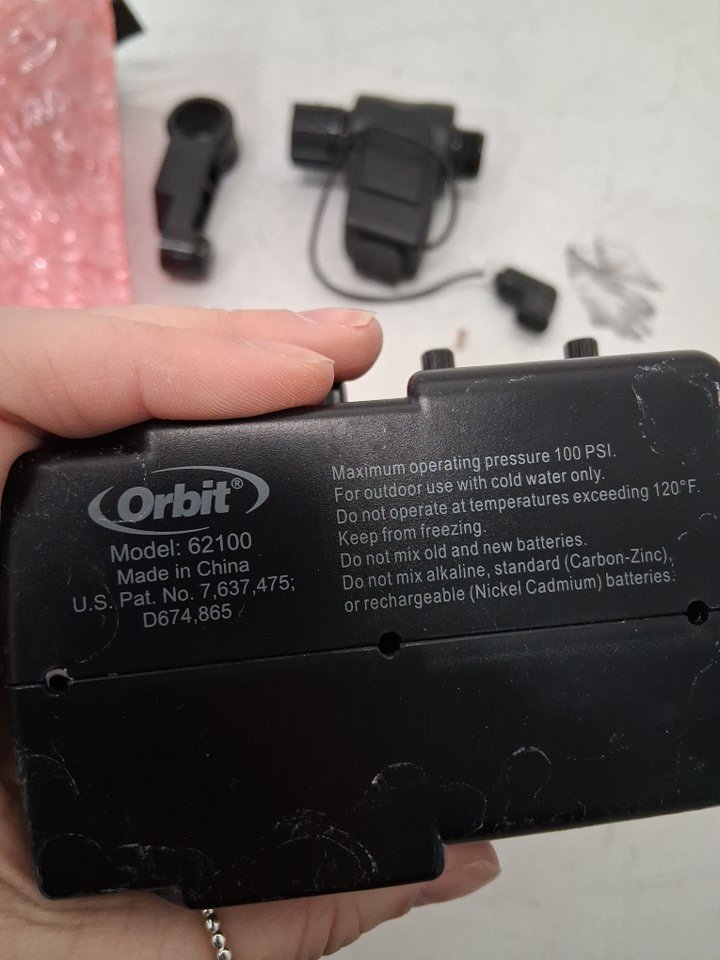 Orbit®
Model: 62100
Made in China
U.S. Pat. No. 7,637,475;
D674,865
Maximum operating pressure 100 PSI.
For outdoor use with cold water only.
Do not operate at temperatures exceeding 120°F.
Keep from freezing.
Do not mix old and new batteries.
Do not mix alkaline, standard (Carbon-Zinc),
or rechargeable (Nickel Cadmium) batteries.